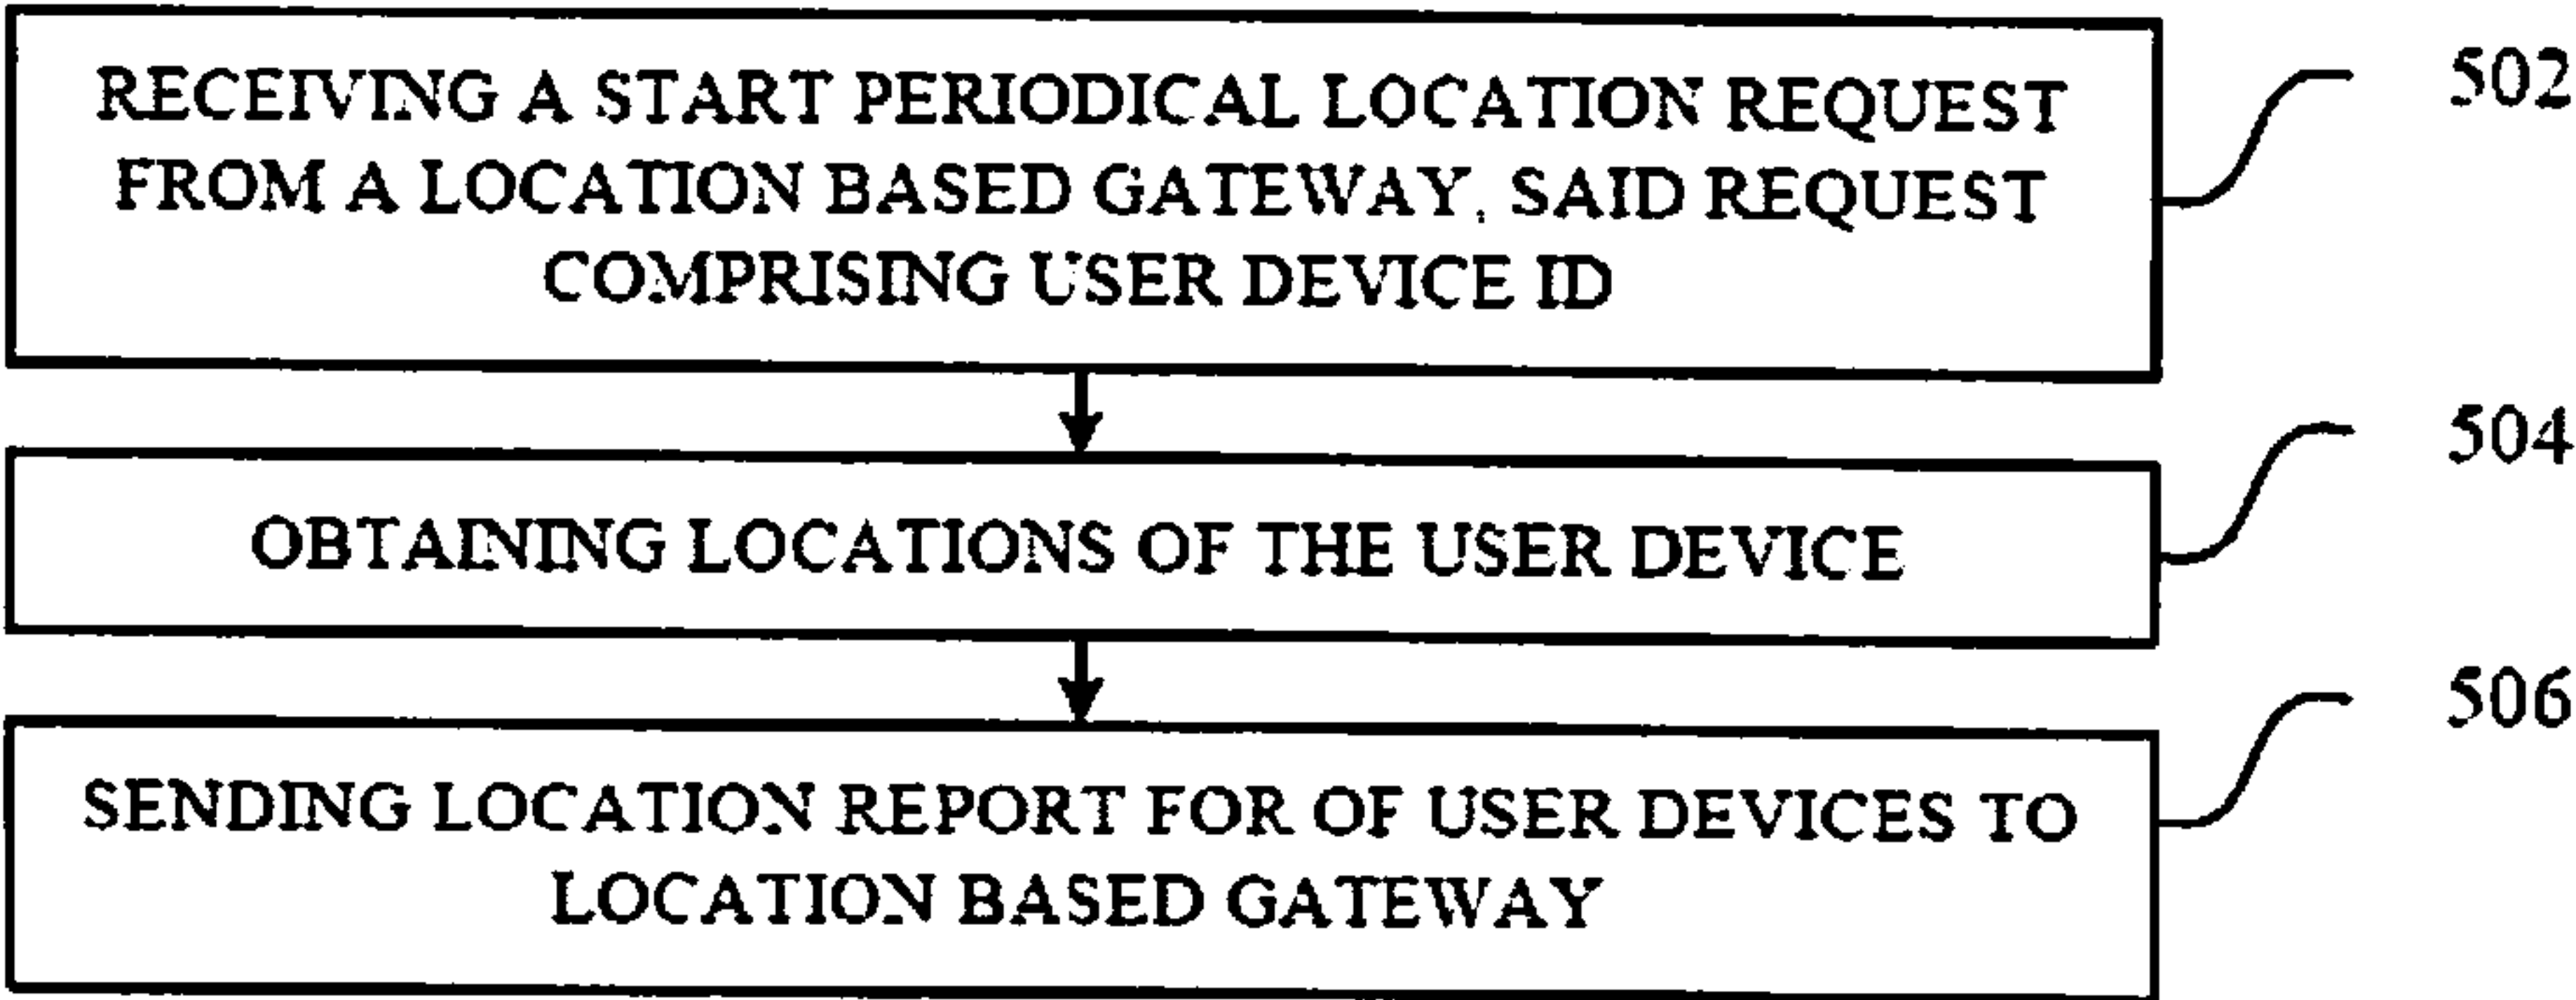 RECEIVING A START PERIODICAL LOCATION REQUEST
FROM A LOCATION BASED GATEWAY, SAID REQUEST
COMPRISING USER DEVICE ID
502
OBTAINING LOCATIONS OF THE USER DEVICE
504
SENDING LOCATION REPORT FOR OF USER DEVICES TO
LOCATION BASED GATEWAY
506